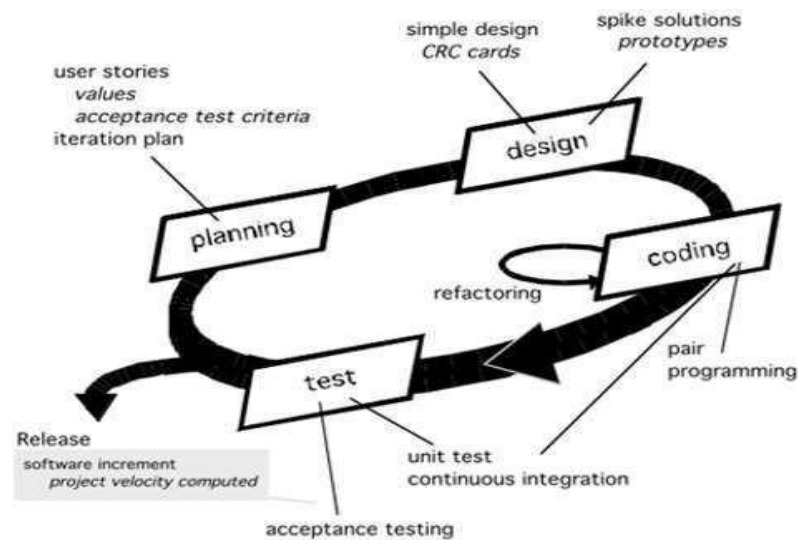 spike solutions
prototypes
simple design
CRC cards
user stories
values
acceptance test criteria
iteration plan
design
planning
coding
refactoring
test
pair
programming
Release
software increment
project velocity computed
unit test
continuous integration
acceptance testing